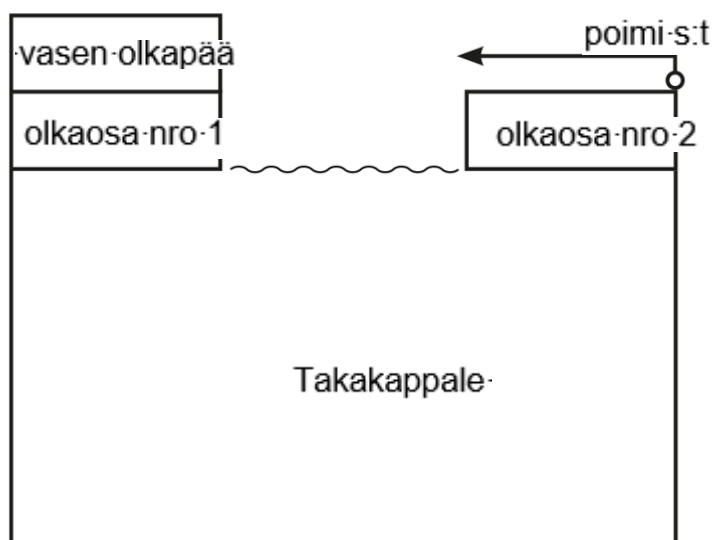 poimi s:t
vasen olkapää
olkaosa nro 1
olkaosa nro 2
Takakappale